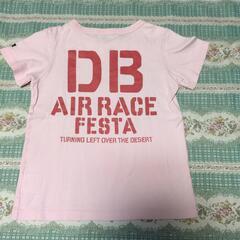 DB
AIR RACE
FESTA
TURNING LEFT OVER THE DESERT